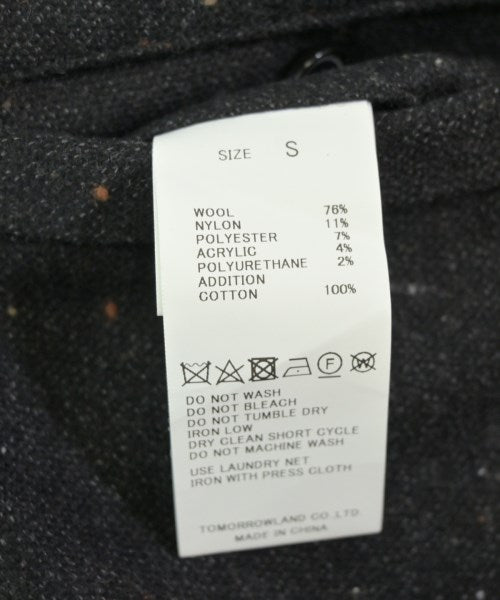 SIZE S
WOOL 76%
NYLON 11%
POLYESTER 7%
ACRYLIC 4%
POLYURETHANE 2%
ADDITION
COTTON 100%
F W
DO NOT WASH
DO NOT BLEACH
DO NOT TUMBLE DRY
IRON LOW
DRY CLEAN SHORT CYCLE
DO NOT MACHINE WASH
USE LAUNDRY NET
IRON WITH PRESS CLOTH
TOMORROWLAND CO.,LTD.
MADE IN CHINA